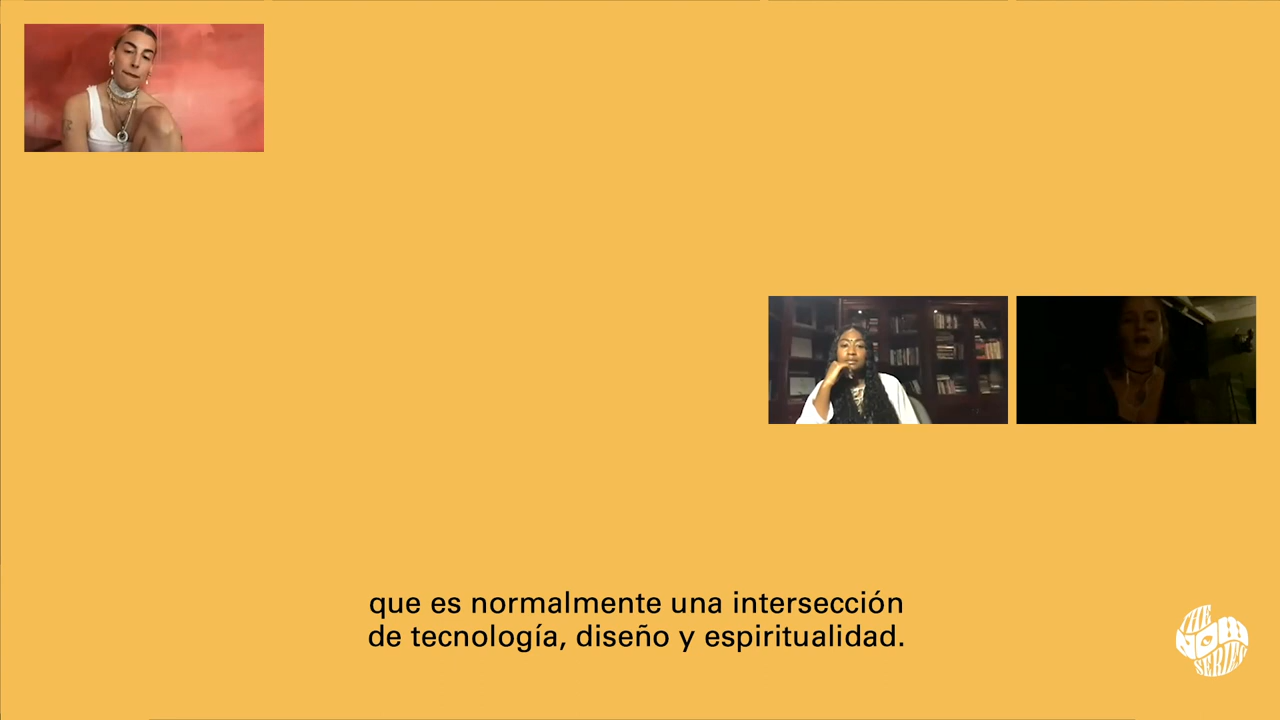 que es normalmente una intersección
de tecnología, diseño y espiritualidad.
THE
NOW
SERIES